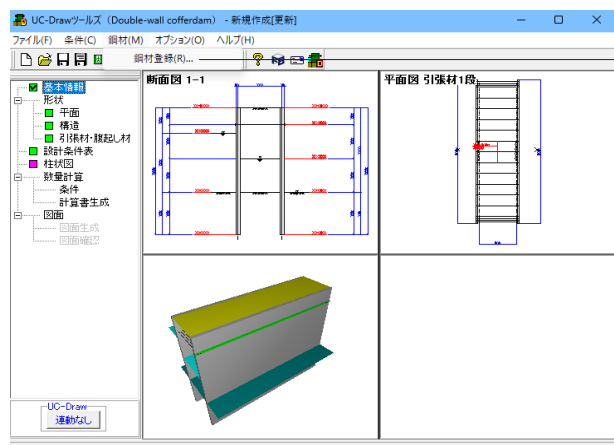 UC-Drawツールズ（Double-wall cofferdam） - 新規作成[更新]
ファイル(F) 条件(C) 鋼材(M) オプション(O) ヘルプ(H)
鋼材登録(R)...
基本情報
形状
平面
構造
引張材・腹起し材
設計条件表
柱状図
数量計算
条件
計算書生成
図面
図面生成
図面確認
UC-Draw
連動なし
断面図 1-1
平面図 引張材1段